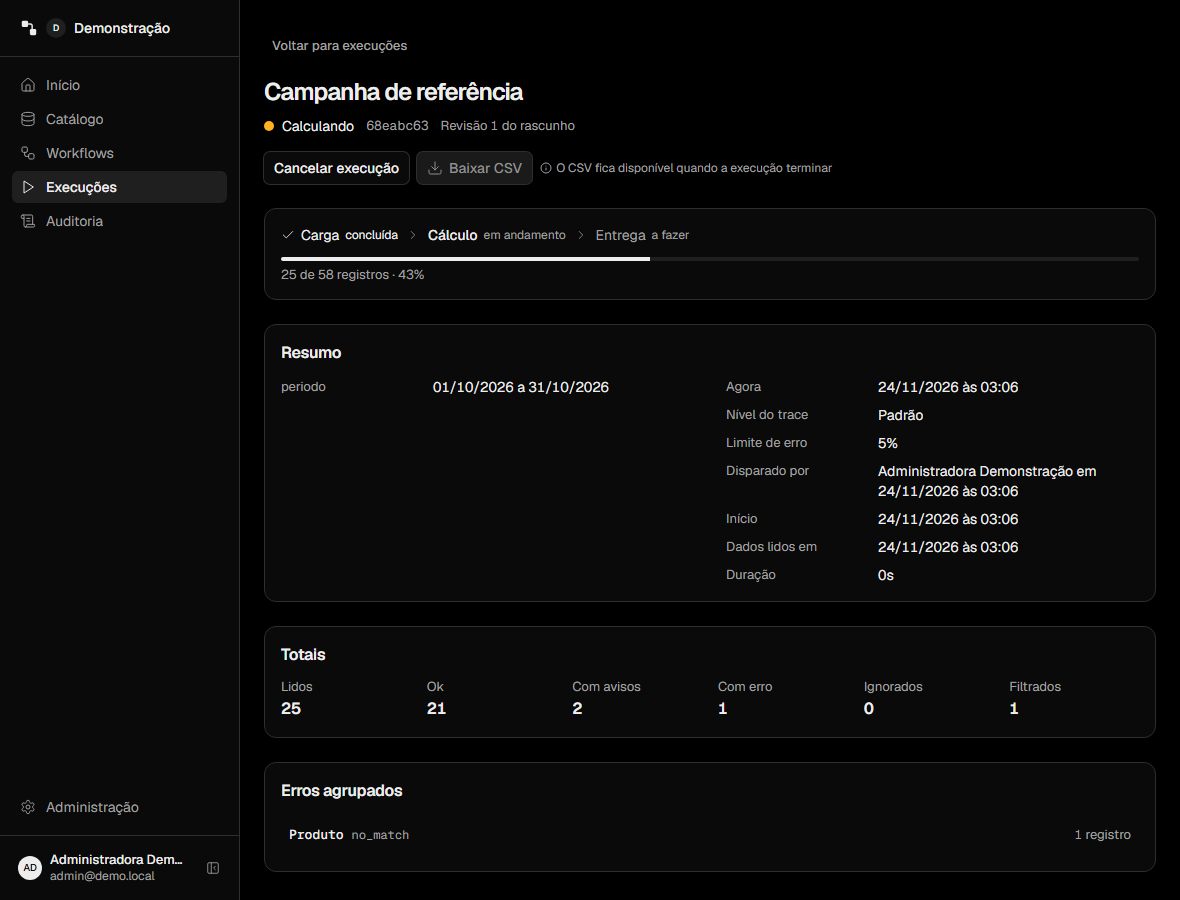 D Demonstração
Início
Catálogo
Workflows
Execuções
Auditoria
Administração
AD Administradora Dem...
admin@demo.local
Voltar para execuções
Campanha de referência
Calculando 68eabc63 Revisão 1 do rascunho
Cancelar execução Baixar CSV O CSV fica disponível quando a execução terminar
Carga concluída Cálculo em andamento Entrega a fazer
25 de 58 registros · 43%
Resumo
periodo 01/10/2026 a 31/10/2026
Agora 24/11/2026 às 03:06
Nível do trace Padrão
Limite de erro 5%
Disparado por Administradora Demonstração em
24/11/2026 às 03:06
Início 24/11/2026 às 03:06
Dados lidos em 24/11/2026 às 03:06
Duração 0s
Totais
Lidos Ok Com avisos Com erro Ignorados Filtrados
25 21 2 1 0 1
Erros agrupados
Produto no_match 1 registro